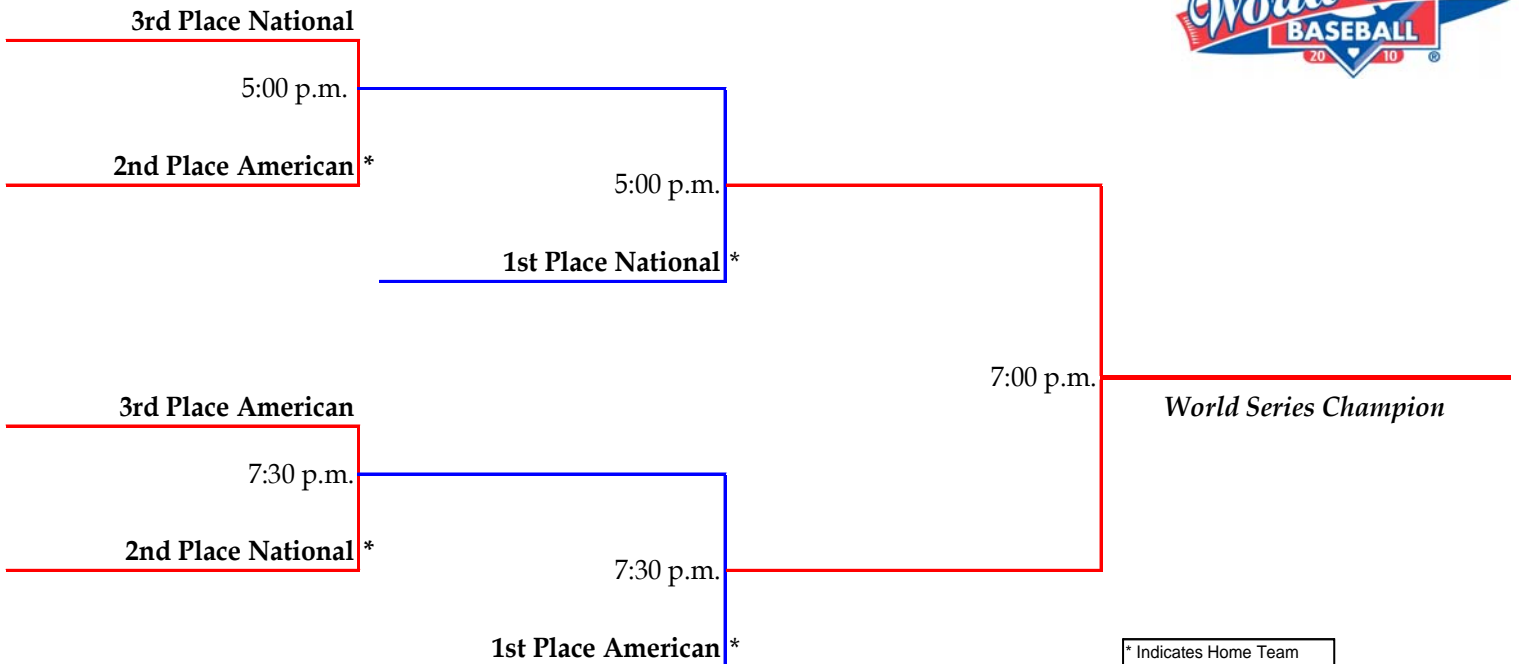 World
BASEBALL
20 10 ®
3rd Place National
5:00 p.m.
2nd Place American *
5:00 p.m.
1st Place National *
7:00 p.m.
World Series Champion
3rd Place American
7:30 p.m.
2nd Place National *
7:30 p.m.
1st Place American *
* Indicates Home Team